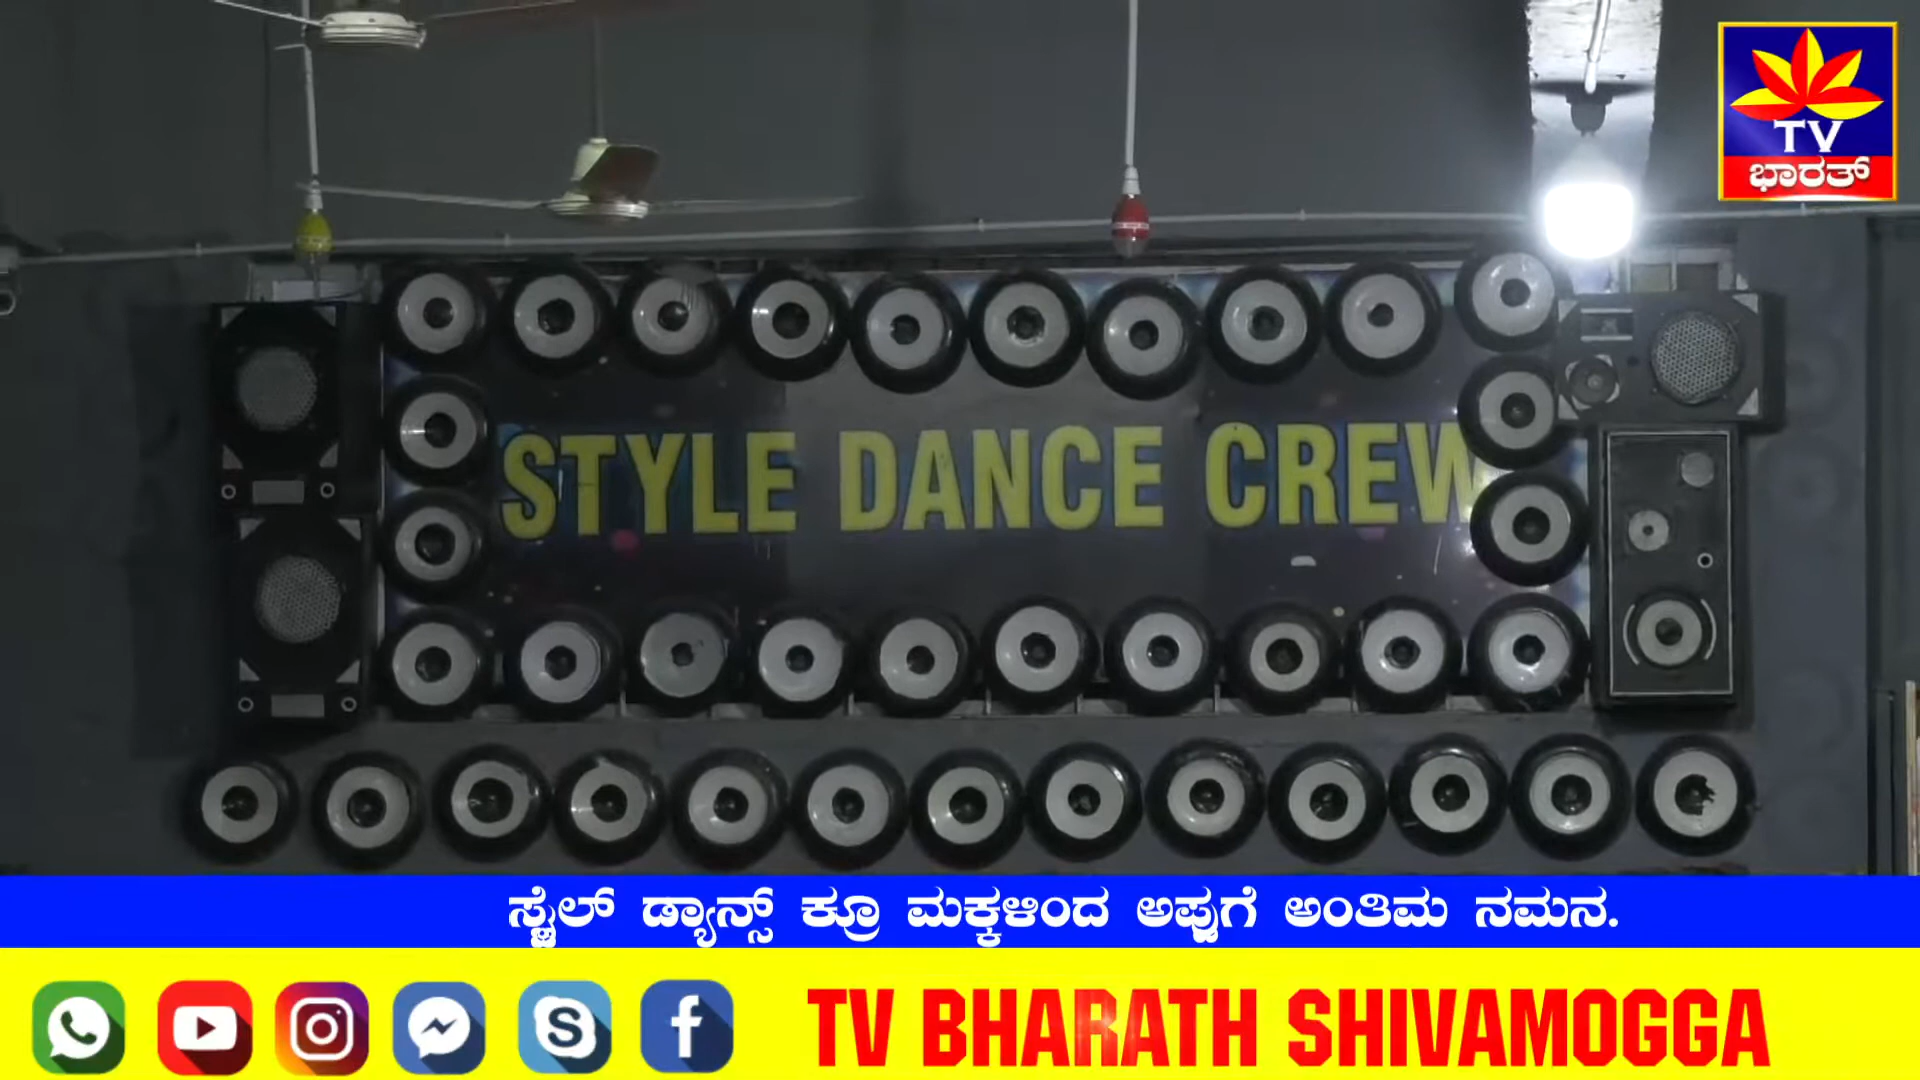 TV
ಭಾರತ್
STYLE DANCE CREW
ಸ್ಟೈಲ್ ಡ್ಯಾನ್ಸ್ ಕ್ರೂ ಮಕ್ಕಳಿಂದ ಅಪ್ಪುಗೆ ಅಂತಿಮ ನಮನ.
TV BHARATH SHIVAMOGGA